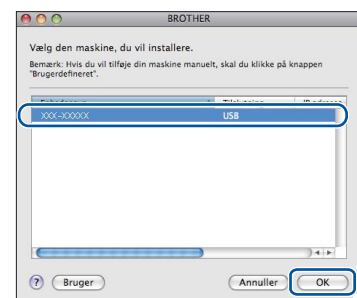 BROTHER
Vælg den maskine, du vil installere.
Bemærk: Hvis du vil tilføje din maskine manuelt, skal du klikke på knappen
"Brugerdefineret".
XXX-XXXXX USB
? Bruger Annuller OK